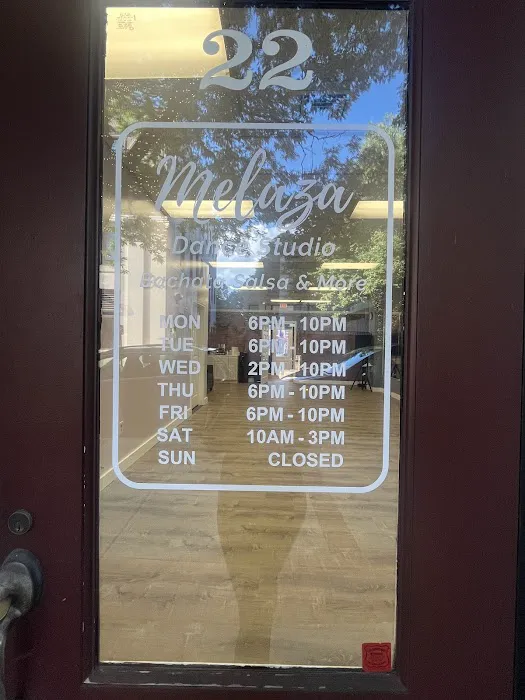 22
Melaza
Dance Studio
Bachata Salsa & More
MON 6PM - 10PM
TUE 6PM - 10PM
WED 2PM - 10PM
THU 6PM - 10PM
FRI 6PM - 10PM
SAT 10AM - 3PM
SUN CLOSED